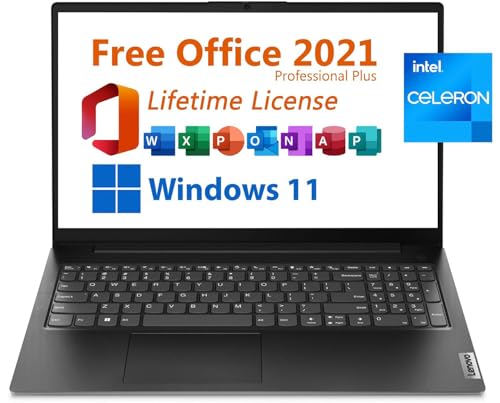 Free Office 2021
Professional Plus
Lifetime License
W X P O N A P
Windows 11
intel.
CELERON
Lenovo